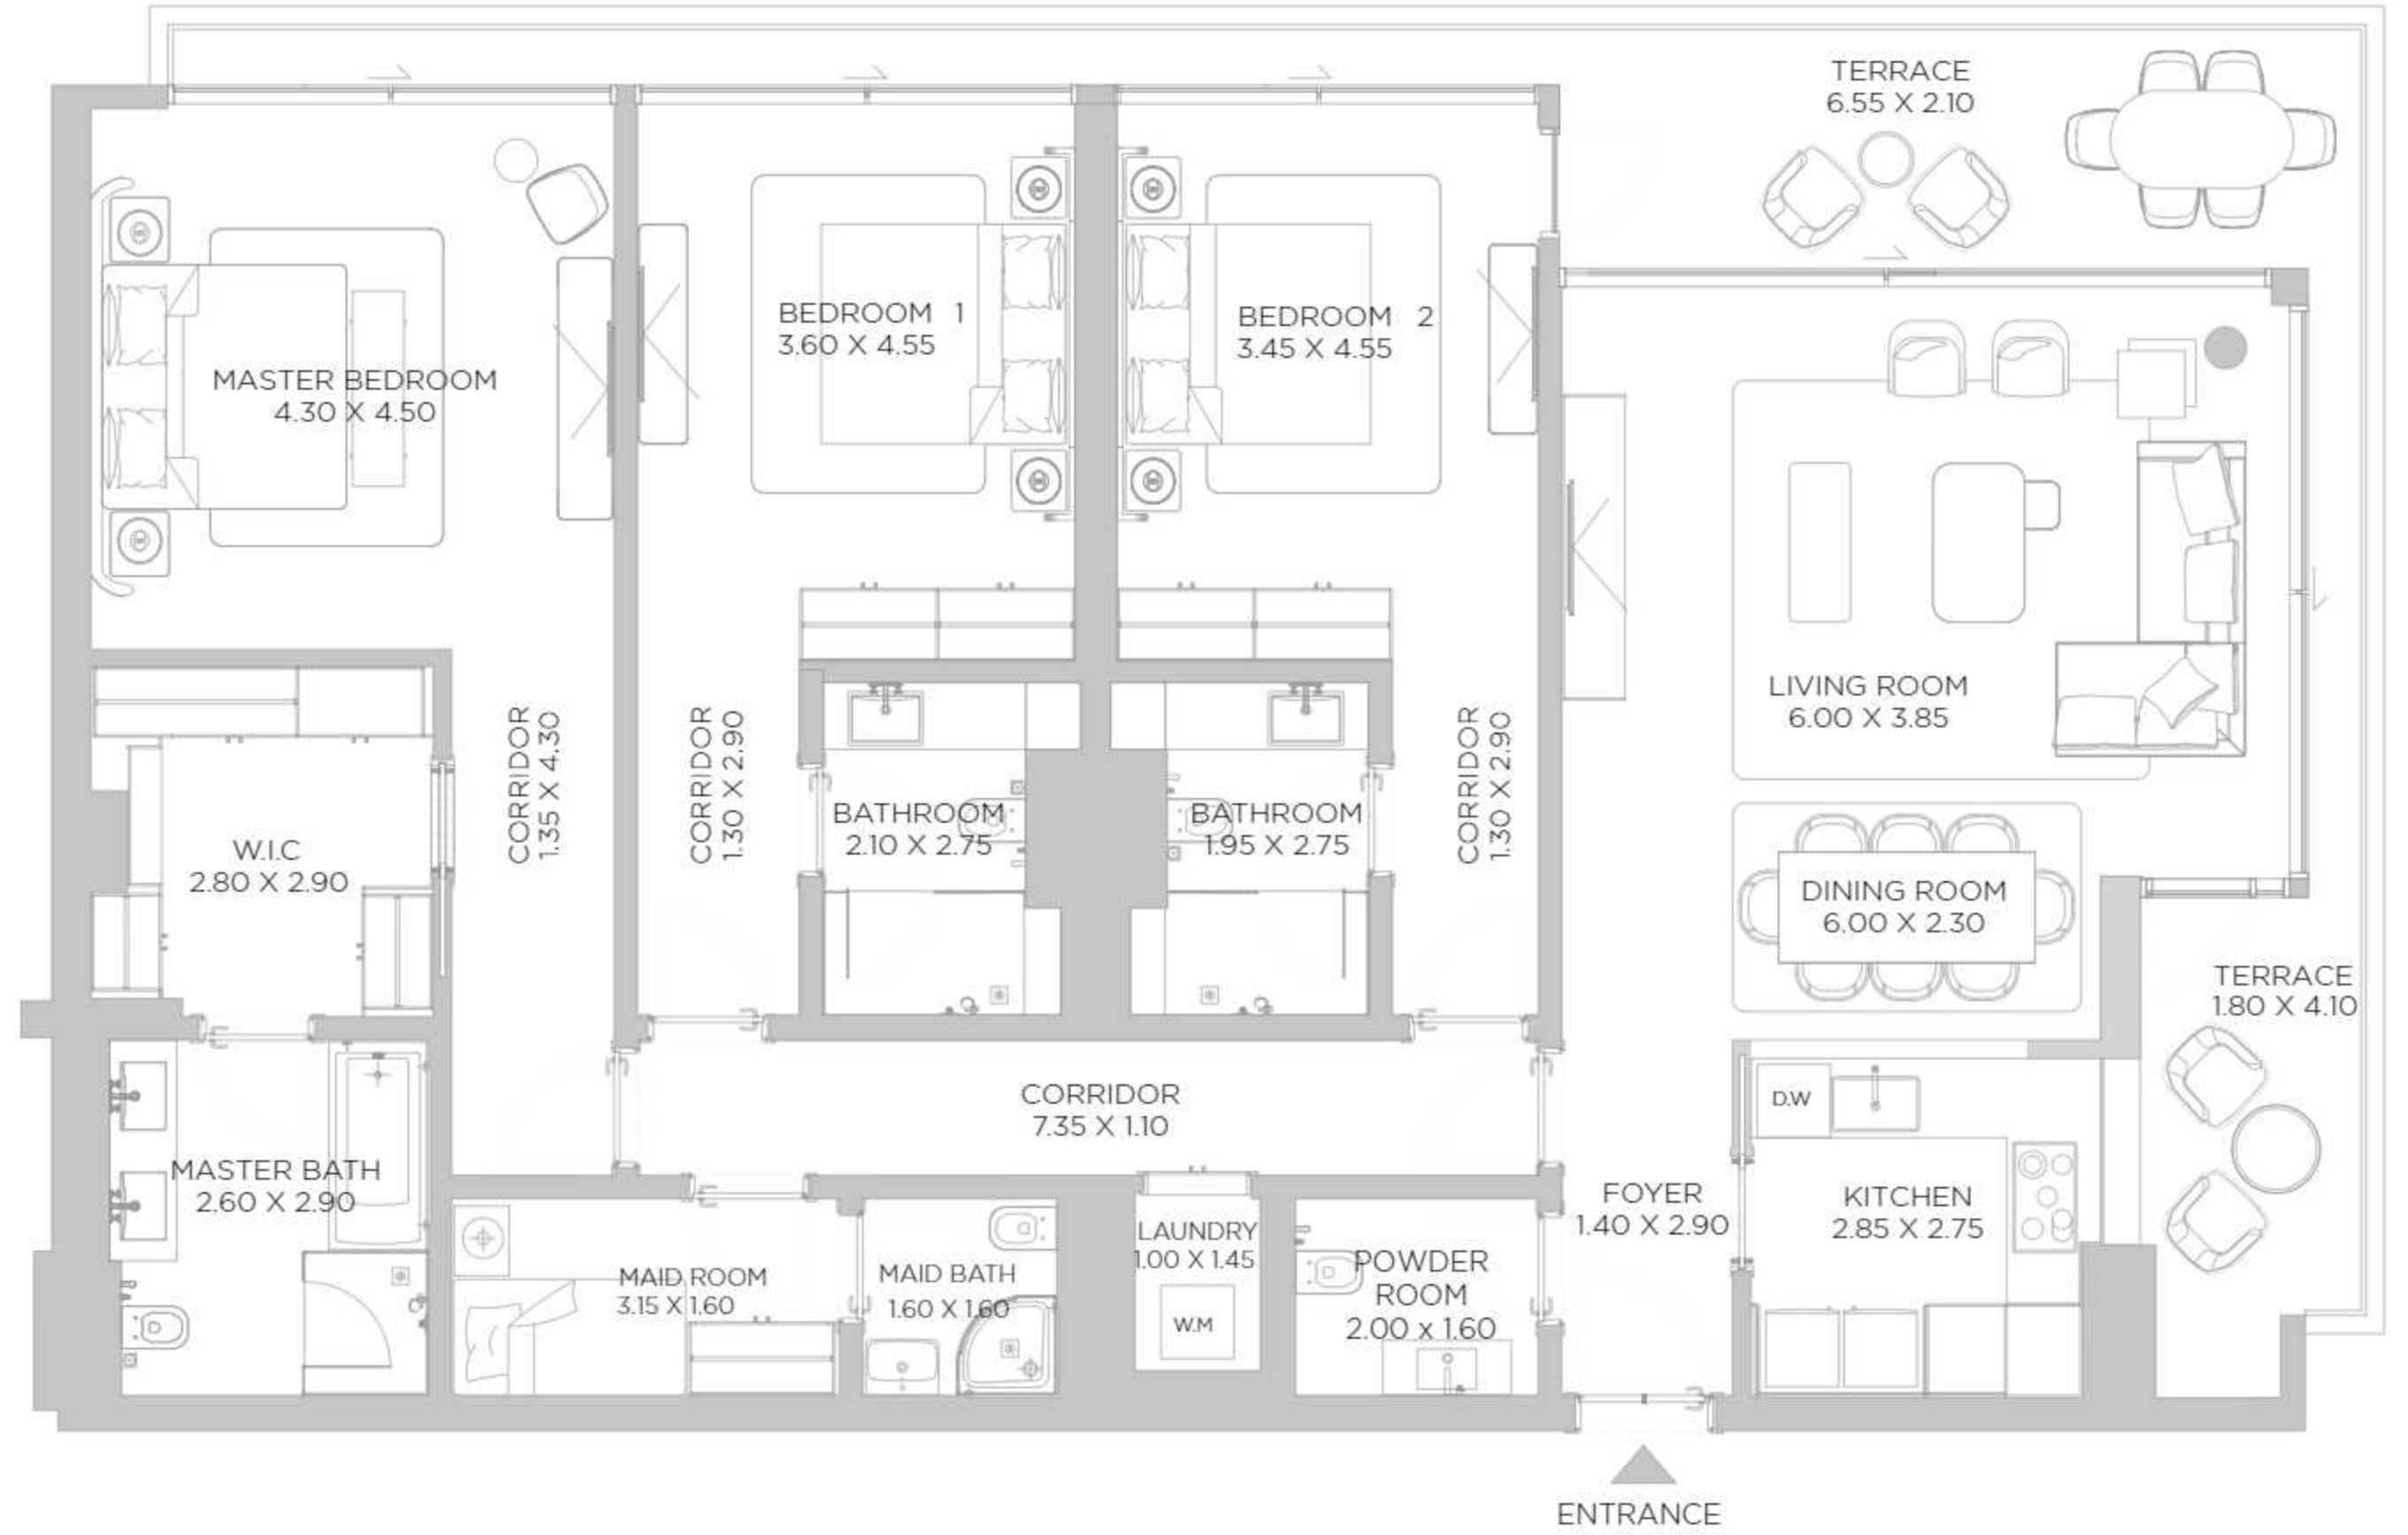 TERRACE
6.55 X 2.10
BEDROOM 1
3.60 X 4.55
BEDROOM 2
3.45 X 4.55
MASTER BEDROOM
4.30 X 4.50
LIVING ROOM
6.00 X 3.85
CORRIDOR
1.35 X 4.30
CORRIDOR
1.30 X 2.90
CORRIDOR
1.30 X 2.90
BATHROOM
2.10 X 2.75
BATHROOM
1.95 X 2.75
W.I.C
2.80 X 2.90
DINING ROOM
6.00 X 2.30
TERRACE
1.80 X 4.10
CORRIDOR
7.35 X 1.10
D.W
MASTER BATH
2.60 X 2.90
FOYER
1.40 X 2.90
KITCHEN
2.85 X 2.75
LAUNDRY
1.00 X 1.45
W.M
MAID ROOM
3.15 X 1.60
MAID BATH
1.60 X 1.60
POWDER
ROOM
2.00 x 1.60
ENTRANCE